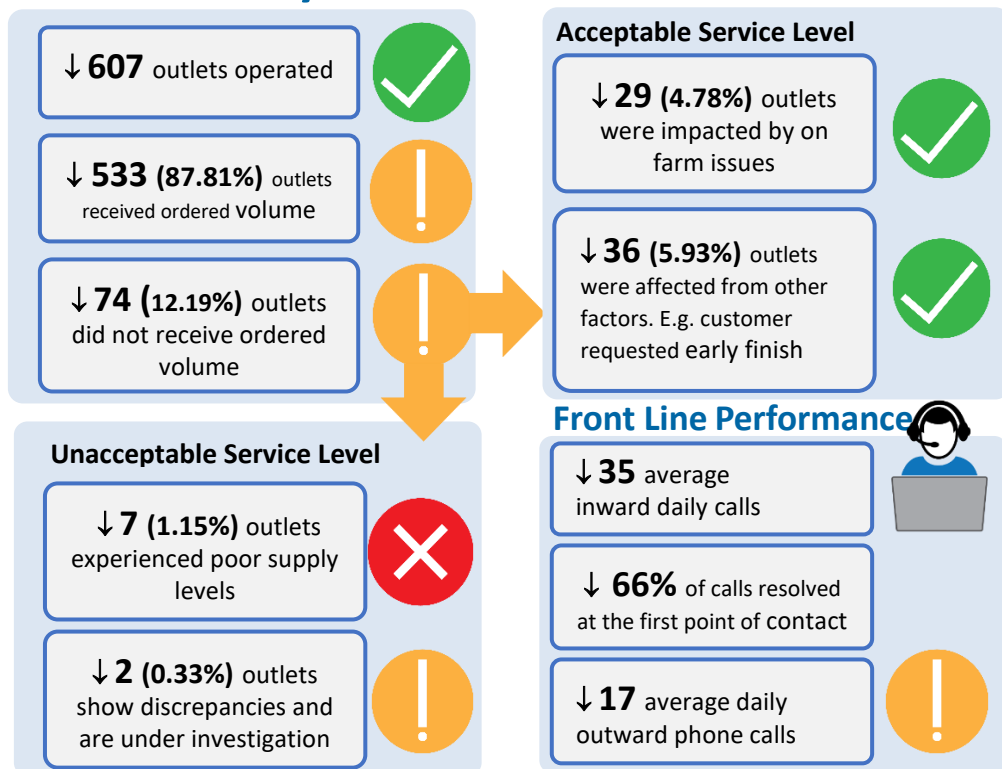 ↓ 607 outlets operated
↓ 533 (87.81%) outlets
received ordered volume
↓ 74 (12.19%) outlets
did not receive ordered
volume
Acceptable Service Level
↓ 29 (4.78%) outlets
were impacted by on
farm issues
↓ 36 (5.93%) outlets
were affected from other
factors. E.g. customer
requested early finish
Unacceptable Service Level
↓ 7 (1.15%) outlets
experienced poor supply
levels
↓ 2 (0.33%) outlets
show discrepancies and
are under investigation
Front Line Performance
↓ 35 average
inward daily calls
↓ 66% of calls resolved
at the first point of contact
↓ 17 average daily
outward phone calls